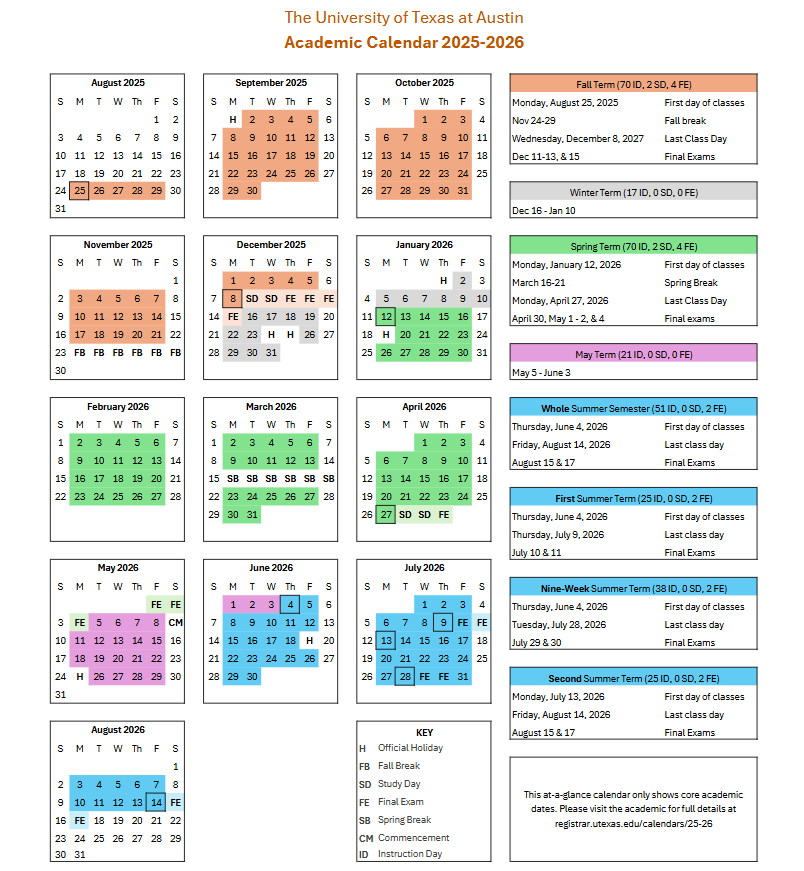 The University of Texas at Austin
Academic Calendar 2025-2026
August 2025
S M T W Th F S
1 2
3 4 5 6 7 8 9
10 11 12 13 14 15 16
17 18 19 20 21 22 23
24 25 26 27 28 29 30
31
September 2025
S M T W Th F S
H 2 3 4 5 6
7 8 9 10 11 12 13
14 15 16 17 18 19 20
21 22 23 24 25 26 27
28 29 30
October 2025
S M T W Th F S
1 2 3 4
5 6 7 8 9 10 11
12 13 14 15 16 17 18
19 20 21 22 23 24 25
26 27 28 29 30 31
Fall Term (70 ID, 2 SD, 4 FE)
Monday, August 25, 2025 First day of classes
Nov 24-29 Fall break
Wednesday, December 8, 2027 Last Class Day
Dec 11-13, & 15 Final Exams
Winter Term (17 ID, 0 SD, 0 FE)
Dec 16 - Jan 10
November 2025
S M T W Th F S
1
2 3 4 5 6 7 8
9 10 11 12 13 14 15
16 17 18 19 20 21 22
23 FB FB FB FB FB FB
30
December 2025
S M T W Th F S
1 2 3 4 5 6
7 8 SD SD FE FE FE
14 FE 16 17 18 19 20
21 22 23 H H 26 27
28 29 30 31
January 2026
S M T W Th F S
H 2 3
4 5 6 7 8 9 10
11 12 13 14 15 16 17
18 H 20 21 22 23 24
25 26 27 28 29 30 31
Spring Term (70 ID, 2 SD, 4 FE)
Monday, January 12, 2026 First day of classes
March 16-21 Spring Break
Monday, April 27, 2026 Last Class Day
April 30, May 1 - 2, & 4 Final exams
May Term (21 ID, 0 SD, 0 FE)
May 5 - June 3
February 2026
S M T W Th F S
1 2 3 4 5 6 7
8 9 10 11 12 13 14
15 16 17 18 19 20 21
22 23 24 25 26 27 28
March 2026
S M T W Th F S
1 2 3 4 5 6 7
8 9 10 11 12 13 14
15 SB SB SB SB SB SB
22 23 24 25 26 27 28
29 30 31
April 2026
S M T W Th F S
1 2 3 4
5 6 7 8 9 10 11
12 13 14 15 16 17 18
19 20 21 22 23 24 25
26 27 SD SD FE
Whole Summer Semester (51 ID, 0 SD, 2 FE)
Thursday, June 4, 2026 First day of classes
Friday, August 14, 2026 Last class day
August 15 & 17 Final Exams
First Summer Term (25 ID, 0 SD, 2 FE)
Thursday, June 4, 2026 First day of classes
Thursday, July 9, 2026 Last class day
July 10 & 11 Final Exams
May 2026
S M T W Th F S
FE FE
3 FE 5 6 7 8 CM
10 11 12 13 14 15 16
17 18 19 20 21 22 23
24 H 26 27 28 29 30
31
June 2026
S M T W Th F S
1 2 3 4 5 6
7 8 9 10 11 12 13
14 15 16 17 18 H 20
21 22 23 24 25 26 27
28 29 30
July 2026
S M T W Th F S
1 2 3 4
5 6 7 8 9 FE FE
12 13 14 15 16 17 18
19 20 21 22 23 24 25
26 27 28 FE FE 31
Nine-Week Summer Term (38 ID, 0 SD, 2 FE)
Thursday, June 4, 2026 First day of classes
Tuesday, July 28, 2026 Last class day
July 29 & 30 Final Exams
Second Summer Term (25 ID, 0 SD, 2 FE)
Monday, July 13, 2026 First day of classes
Friday, August 14, 2026 Last class day
August 15 & 17 Final Exams
August 2026
S M T W Th F S
1
2 3 4 5 6 7 8
9 10 11 12 13 14 FE
16 FE 18 19 20 21 22
23 24 25 26 27 28 29
30 31
KEY
H Official Holiday
FB Fall Break
SD Study Day
FE Final Exam
SB Spring Break
CM Commencement
ID Instruction Day
This at-a-glance calendar only shows core academic
dates. Please visit the academic for full details at
registrar.utexas.edu/calendars/25-26